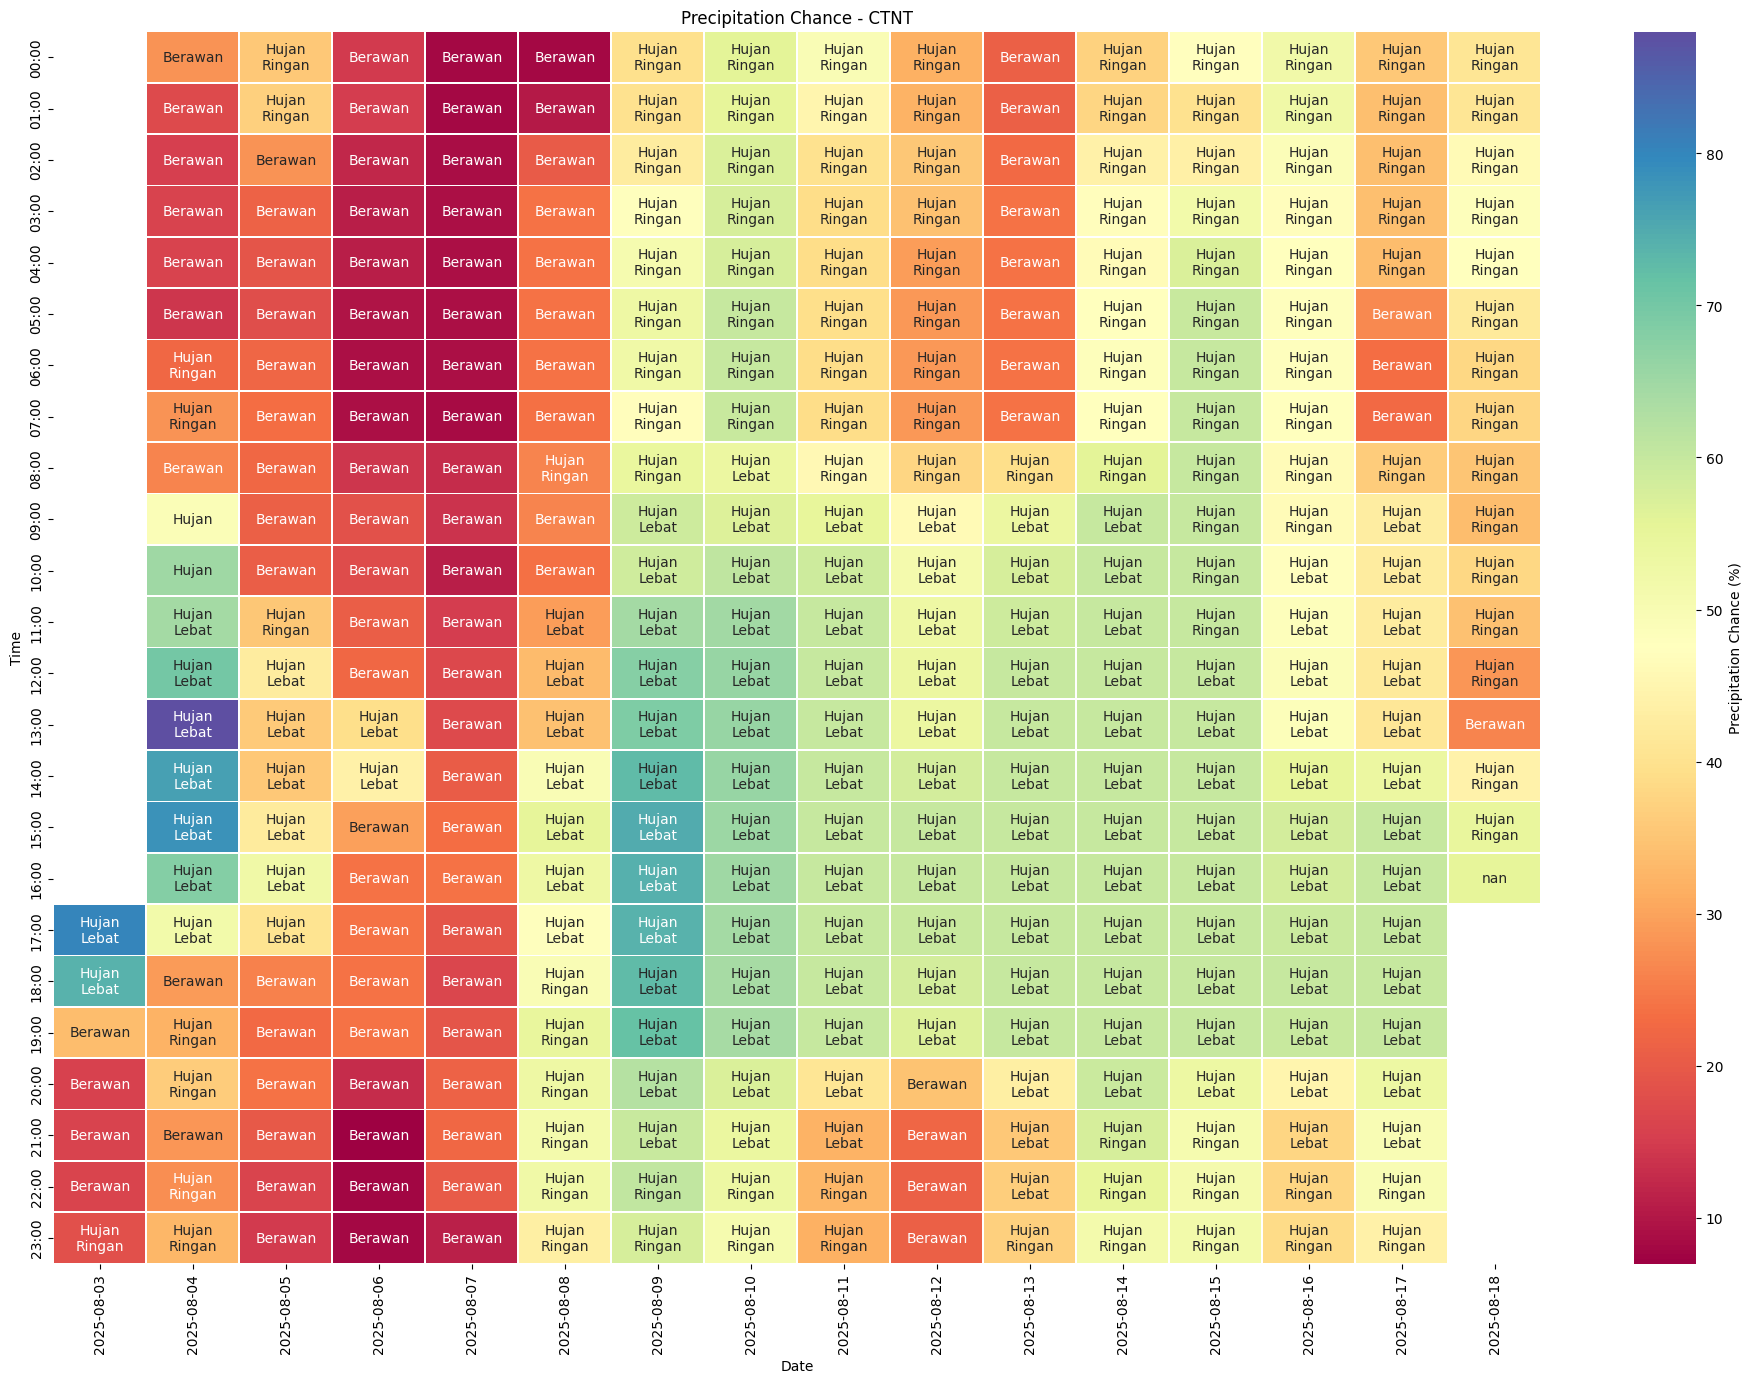 Precipitation Chance - CTNT
00:00 Berawan Hujan Ringan Berawan Berawan Berawan Hujan Ringan Hujan Ringan Hujan Ringan Hujan Ringan Berawan Hujan Ringan Hujan Ringan Hujan Ringan Hujan Ringan Hujan Ringan
01:00 Berawan Hujan Ringan Berawan Berawan Berawan Hujan Ringan Hujan Ringan Hujan Ringan Hujan Ringan Berawan Hujan Ringan Hujan Ringan Hujan Ringan Hujan Ringan Hujan Ringan
02:00 Berawan Berawan Berawan Berawan Berawan Hujan Ringan Hujan Ringan Hujan Ringan Hujan Ringan Berawan Hujan Ringan Hujan Ringan Hujan Ringan Hujan Ringan Hujan Ringan
03:00 Berawan Berawan Berawan Berawan Berawan Hujan Ringan Hujan Ringan Hujan Ringan Hujan Ringan Berawan Hujan Ringan Hujan Ringan Hujan Ringan Hujan Ringan Hujan Ringan
04:00 Berawan Berawan Berawan Berawan Berawan Hujan Ringan Hujan Ringan Hujan Ringan Hujan Ringan Berawan Hujan Ringan Hujan Ringan Hujan Ringan Hujan Ringan Hujan Ringan
05:00 Berawan Berawan Berawan Berawan Berawan Hujan Ringan Hujan Ringan Hujan Ringan Hujan Ringan Berawan Hujan Ringan Hujan Ringan Hujan Ringan Berawan Hujan Ringan
06:00 Hujan Ringan Berawan Berawan Berawan Berawan Hujan Ringan Hujan Ringan Hujan Ringan Hujan Ringan Berawan Hujan Ringan Hujan Ringan Hujan Ringan Berawan Hujan Ringan
07:00 Hujan Ringan Berawan Berawan Berawan Berawan Hujan Ringan Hujan Ringan Hujan Ringan Hujan Ringan Berawan Hujan Ringan Hujan Ringan Hujan Ringan Berawan Hujan Ringan
08:00 Berawan Berawan Berawan Berawan Hujan Ringan Hujan Ringan Hujan Lebat Hujan Ringan Hujan Ringan Hujan Ringan Hujan Ringan Hujan Ringan Hujan Ringan Hujan Ringan Hujan Ringan
09:00 Hujan Berawan Berawan Berawan Berawan Hujan Lebat Hujan Lebat Hujan Lebat Hujan Lebat Hujan Lebat Hujan Lebat Hujan Ringan Hujan Ringan Hujan Lebat Hujan Ringan
10:00 Hujan Berawan Berawan Berawan Berawan Hujan Lebat Hujan Lebat Hujan Lebat Hujan Lebat Hujan Lebat Hujan Lebat Hujan Ringan Hujan Lebat Hujan Lebat Hujan Ringan
11:00 Hujan Lebat Hujan Ringan Berawan Berawan Hujan Lebat Hujan Lebat Hujan Lebat Hujan Lebat Hujan Lebat Hujan Lebat Hujan Lebat Hujan Ringan Hujan Lebat Hujan Lebat Hujan Ringan
12:00 Hujan Lebat Hujan Lebat Berawan Berawan Hujan Lebat Hujan Lebat Hujan Lebat Hujan Lebat Hujan Lebat Hujan Lebat Hujan Lebat Hujan Lebat Hujan Lebat Hujan Lebat Hujan Ringan
13:00 Hujan Lebat Hujan Lebat Hujan Lebat Berawan Hujan Lebat Hujan Lebat Hujan Lebat Hujan Lebat Hujan Lebat Hujan Lebat Hujan Lebat Hujan Lebat Hujan Lebat Hujan Lebat Berawan
14:00 Hujan Lebat Hujan Lebat Hujan Lebat Berawan Hujan Lebat Hujan Lebat Hujan Lebat Hujan Lebat Hujan Lebat Hujan Lebat Hujan Lebat Hujan Lebat Hujan Lebat Hujan Lebat Hujan Ringan
15:00 Hujan Lebat Hujan Lebat Berawan Berawan Hujan Lebat Hujan Lebat Hujan Lebat Hujan Lebat Hujan Lebat Hujan Lebat Hujan Lebat Hujan Lebat Hujan Lebat Hujan Lebat Hujan Ringan
16:00 Hujan Lebat Hujan Lebat Berawan Berawan Hujan Lebat Hujan Lebat Hujan Lebat Hujan Lebat Hujan Lebat Hujan Lebat Hujan Lebat Hujan Lebat Hujan Lebat Hujan Lebat nan
17:00 Hujan Lebat Hujan Lebat Hujan Lebat Berawan Berawan Hujan Lebat Hujan Lebat Hujan Lebat Hujan Lebat Hujan Lebat Hujan Lebat Hujan Lebat Hujan Lebat Hujan Lebat Hujan Lebat
18:00 Hujan Lebat Berawan Berawan Berawan Berawan Hujan Ringan Hujan Lebat Hujan Lebat Hujan Lebat Hujan Lebat Hujan Lebat Hujan Lebat Hujan Lebat Hujan Lebat Hujan Lebat
19:00 Berawan Hujan Ringan Berawan Berawan Berawan Hujan Ringan Hujan Lebat Hujan Lebat Hujan Lebat Hujan Lebat Hujan Lebat Hujan Lebat Hujan Lebat Hujan Lebat Hujan Lebat
20:00 Berawan Hujan Ringan Berawan Berawan Berawan Hujan Ringan Hujan Lebat Hujan Lebat Hujan Lebat Berawan Hujan Lebat Hujan Lebat Hujan Lebat Hujan Lebat Hujan Lebat
21:00 Berawan Berawan Berawan Berawan Berawan Hujan Ringan Hujan Lebat Hujan Lebat Hujan Lebat Berawan Hujan Lebat Hujan Ringan Hujan Ringan Hujan Lebat Hujan Lebat
22:00 Berawan Hujan Ringan Berawan Berawan Berawan Hujan Ringan Hujan Ringan Hujan Ringan Hujan Ringan Berawan Hujan Lebat Hujan Ringan Hujan Ringan Hujan Ringan Hujan Ringan
23:00 Hujan Ringan Hujan Ringan Berawan Berawan Berawan Hujan Ringan Hujan Ringan Hujan Ringan Hujan Ringan Berawan Hujan Ringan Hujan Ringan Hujan Ringan Hujan Ringan Hujan Ringan
Time
2025-08-03 2025-08-04 2025-08-05 2025-08-06 2025-08-07 2025-08-08 2025-08-09 2025-08-10 2025-08-11 2025-08-12 2025-08-13 2025-08-14 2025-08-15 2025-08-16 2025-08-17 2025-08-18
Date
80
70
60
50
40
30
20
10
Precipitation Chance (%)